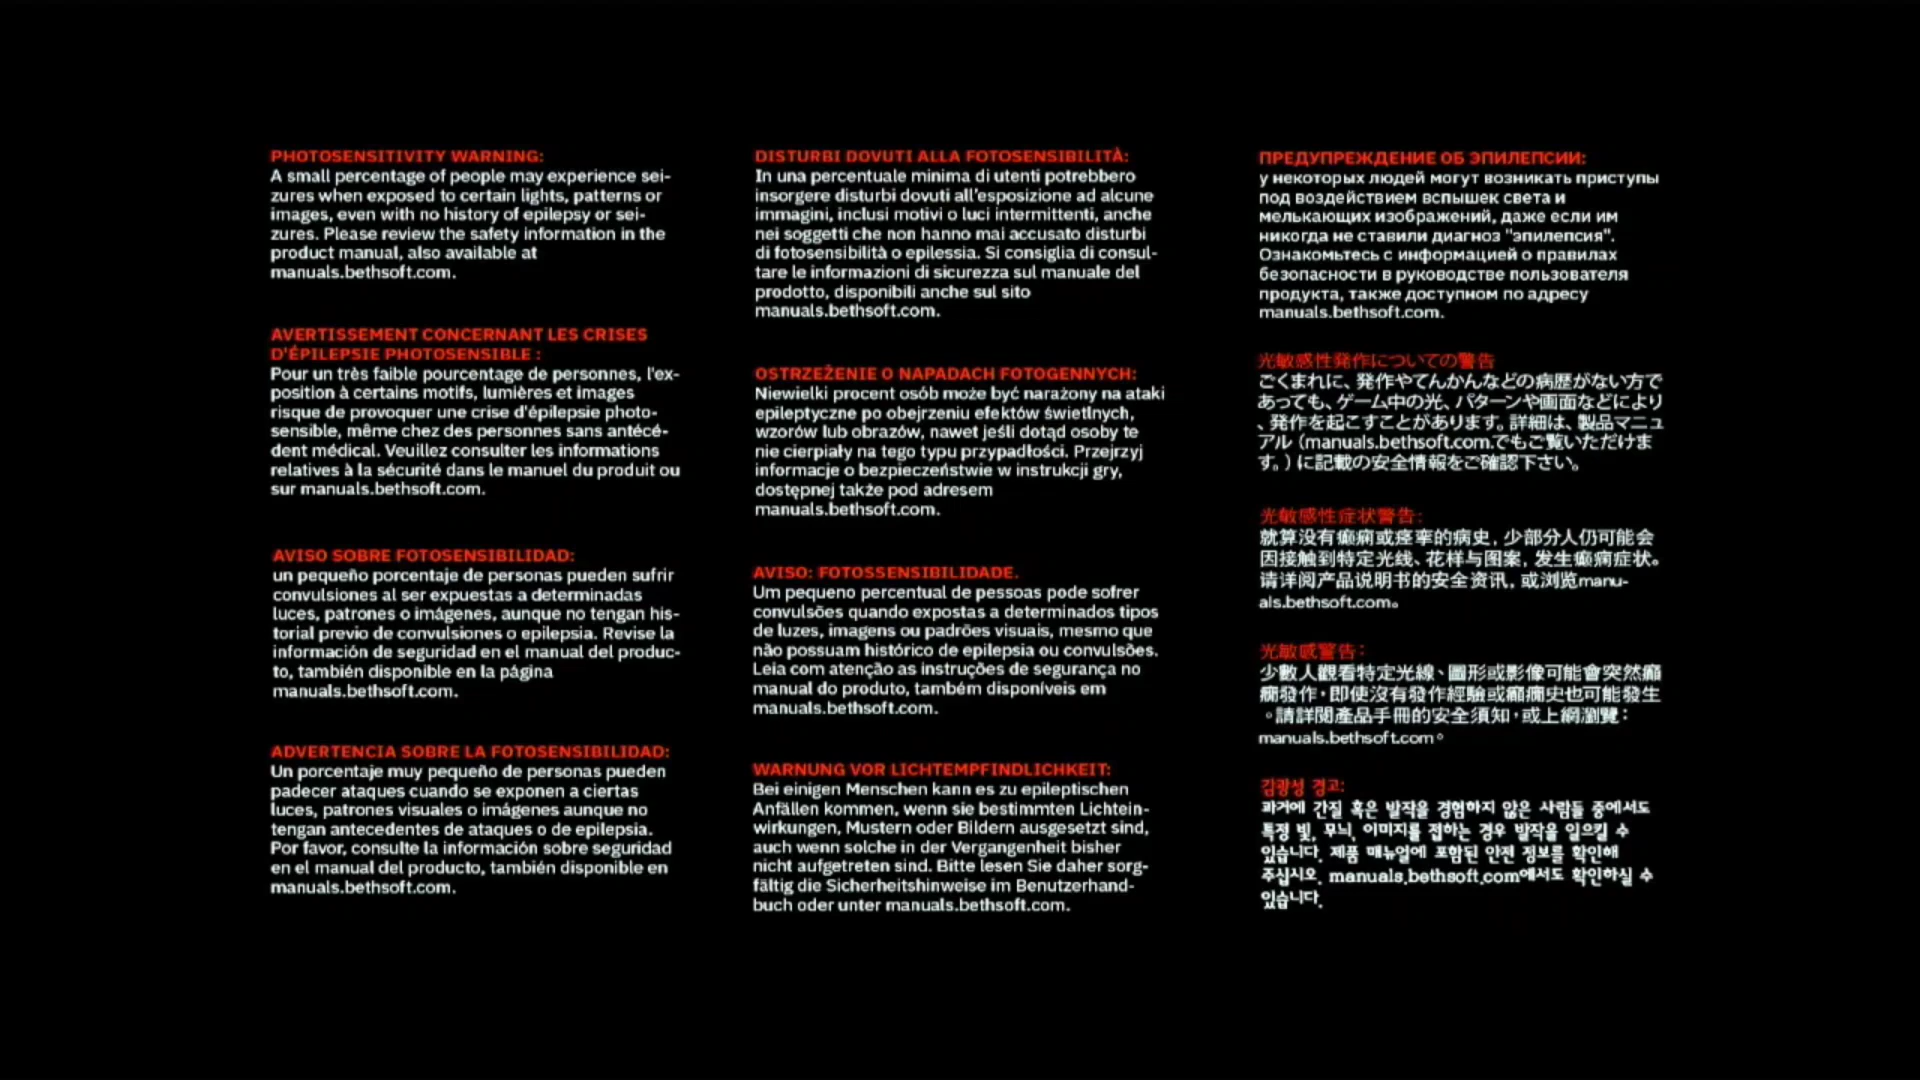 PHOTOSENSITIVITY WARNING:
A small percentage of people may experience sei-
zures when exposed to certain lights, patterns or
images, even with no history of epilepsy or sei-
zures. Please review the safety information in the
product manual, also available at
manuals.bethsoft.com.
AVERTISSEMENT CONCERNANT LES CRISES
D'ÉPILEPSIE PHOTOSENSIBLE :
Pour un très faible pourcentage de personnes, l'ex-
position à certains motifs, lumières et images
risque de provoquer une crise d'épilepsie photo-
sensible, même chez des personnes sans antécé-
dent médical. Veuillez consulter les informations
relatives à la sécurité dans le manuel du produit ou
sur manuals.bethsoft.com.
AVISO SOBRE FOTOSENSIBILIDAD:
un pequeño porcentaje de personas pueden sufrir
convulsiones al ser expuestas a determinadas
luces, patrones o imágenes, aunque no tengan his-
torial previo de convulsiones o epilepsia. Revise la
información de seguridad en el manual del produc-
to, también disponible en la página
manuals.bethsoft.com.
ADVERTENCIA SOBRE LA FOTOSENSIBILIDAD:
Un porcentaje muy pequeño de personas pueden
padecer ataques cuando se exponen a ciertas
luces, patrones visuales o imágenes aunque no
tengan antecedentes de ataques o de epilepsia.
Por favor, consulte la información sobre seguridad
en el manual del producto, también disponible en
manuals.bethsoft.com.
DISTURBI DOVUTI ALLA FOTOSENSIBILITÀ:
In una percentuale minima di utenti potrebbero
insorgere disturbi dovuti all'esposizione ad alcune
immagini, inclusi motivi o luci intermittenti, anche
nei soggetti che non hanno mai accusato disturbi
di fotosensibilità o epilessia. Si consiglia di consul-
tare le informazioni di sicurezza sul manuale del
prodotto, disponibili anche sul sito
manuals.bethsoft.com.
OSTRZEŻENIE O NAPADACH FOTOGENNYCH:
Niewielki procent osób może być narażony na ataki
epileptyczne po obejrzeniu efektów świetlnych,
wzorów lub obrazów, nawet jeśli dotąd osoby te
nie cierpiały na tego typu przypadłości. Przejrzyj
informacje o bezpieczeństwie w instrukcji gry,
dostępnej także pod adresem
manuals.bethsoft.com.
AVISO: FOTOSSENSIBILIDADE.
Um pequeno percentual de pessoas pode sofrer
convulsões quando expostas a determinados tipos
de luzes, imagens ou padrões visuais, mesmo que
não possuam histórico de epilepsia ou convulsões.
Leia com atenção as instruções de segurança no
manual do produto, também disponíveis em
manuals.bethsoft.com.
WARNUNG VOR LICHTEMPFINDLICHKEIT:
Bei einigen Menschen kann es zu epileptischen
Anfällen kommen, wenn sie bestimmten Lichtein-
wirkungen, Mustern oder Bildern ausgesetzt sind,
auch wenn solche in der Vergangenheit bisher
nicht aufgetreten sind. Bitte lesen Sie daher sorg-
fältig die Sicherheitshinweise im Benutzerhand-
buch oder unter manuals.bethsoft.com.
ПРЕДУПРЕЖДЕНИЕ ОБ ЭПИЛЕПСИИ:
у некоторых людей могут возникать приступы
под воздействием вспышек света и
мелькающих изображений, даже если им
никогда не ставили диагноз "эпилепсия".
Ознакомьтесь с информацией о правилах
безопасности в руководстве пользователя
продукта, также доступном по адресу
manuals.bethsoft.com.
光敏感性発作についての警告
ごくまれに、発作やてんかんなどの病歴がない方で
あっても、ゲーム中の光、パターンや画面などにより
、発作を起こすことがあります。詳細は、製品マニュ
アル（manuals.bethsoft.com.でもご覧いただけま
す。）に記載の安全情報をご確認下さい。
光敏感性症状警告:
就算没有癫痫或痉挛的病史, 少部分人仍可能会
因接触到特定光线、花样与图案, 发生癫痫症状。
请详阅产品说明书的安全资讯, 或浏览manu-
als.bethsoft.com。
光敏感警告：
少數人觀看特定光線、圖形或影像可能會突然癲
癇發作，即使沒有發作經驗或癲癇史也可能發生
。請詳閱產品手冊的安全須知，或上網瀏覽：
manuals.bethsoft.com。
감광성 경고:
과거에 간질 혹은 발작을 경험하지 않은 사람들 중에서도
특정 빛, 무늬, 이미지를 접하는 경우 발작을 일으킬 수
있습니다. 제품 매뉴얼에 포함된 안전 정보를 확인해
주십시오. manuals.bethsoft.com에서도 확인하실 수
있습니다.